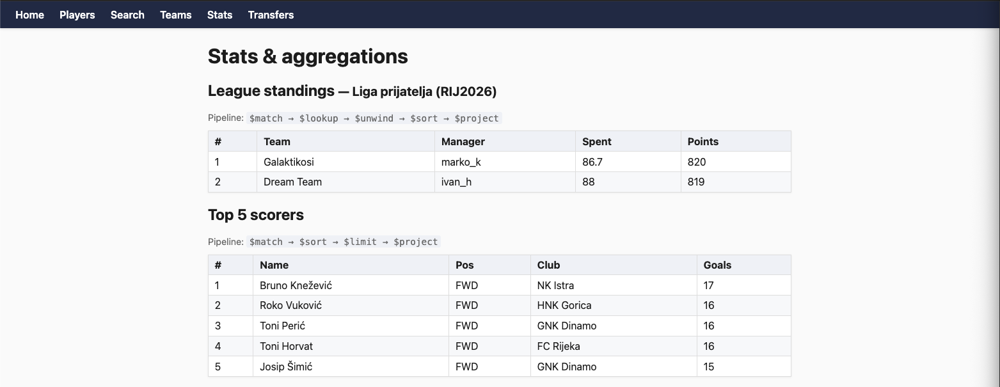 Home Players Search Teams Stats Transfers
Stats & aggregations
League standings — Liga prijatelja (RIJ2026)
Pipeline: $match → $lookup → $unwind → $sort → $project
# Team Manager Spent Points
1 Galaktikosi marko_k 86.7 820
2 Dream Team ivan_h 88 819
Top 5 scorers
Pipeline: $match → $sort → $limit → $project
# Name Pos Club Goals
1 Bruno Knežević FWD NK Istra 17
2 Roko Vuković FWD HNK Gorica 16
3 Toni Perić FWD GNK Dinamo 16
4 Toni Horvat FWD FC Rijeka 16
5 Josip Šimić FWD GNK Dinamo 15